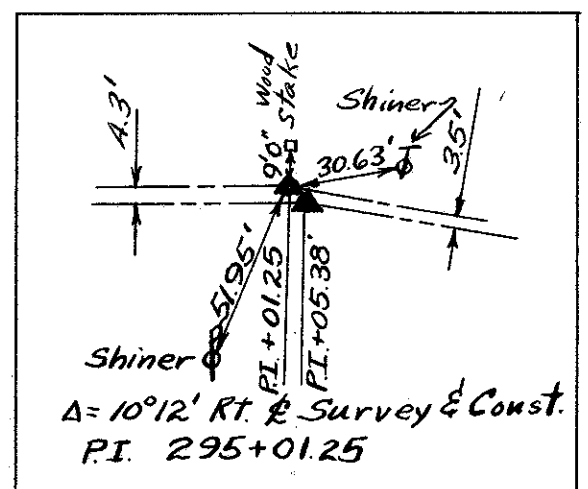 4.3'
9'0" Wood Stake
Shiner
30.63'
3.5'
51.95'
P.I. +01.25
P.I. +05.38'
Shiner
Δ= 10°12' Rt. ℄ Survey & Const.
P.I. 295+01.25